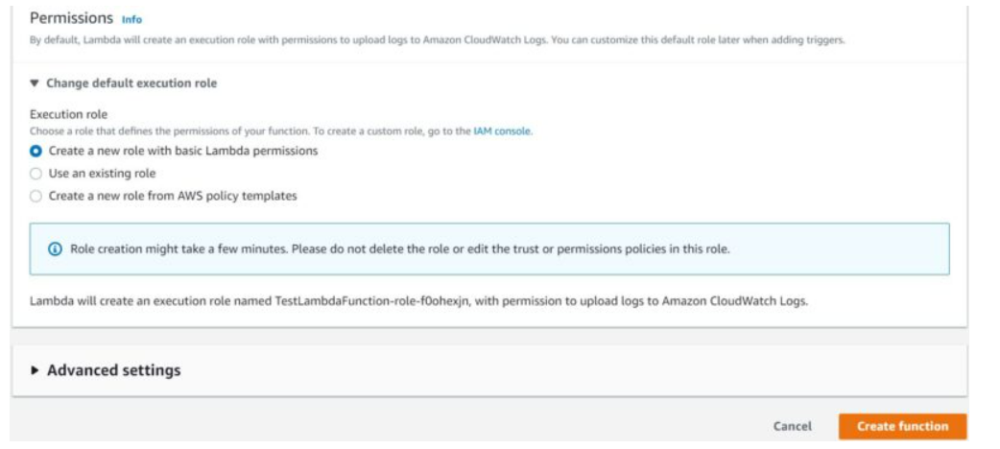 Permissions Info
By default, Lambda will create an execution role with permissions to upload logs to Amazon CloudWatch Logs. You can customize this default role later when adding triggers.
Change default execution role
Execution role
Choose a role that defines the permissions of your function. To create a custom role, go to the IAM console.
Create a new role with basic Lambda permissions
Use an existing role
Create a new role from AWS policy templates
Role creation might take a few minutes. Please do not delete the role or edit the trust or permissions policies in this role.
Lambda will create an execution role named TestLambdaFunction-role-f0ohexjn, with permission to upload logs to Amazon CloudWatch Logs.
Advanced settings
Cancel Create function